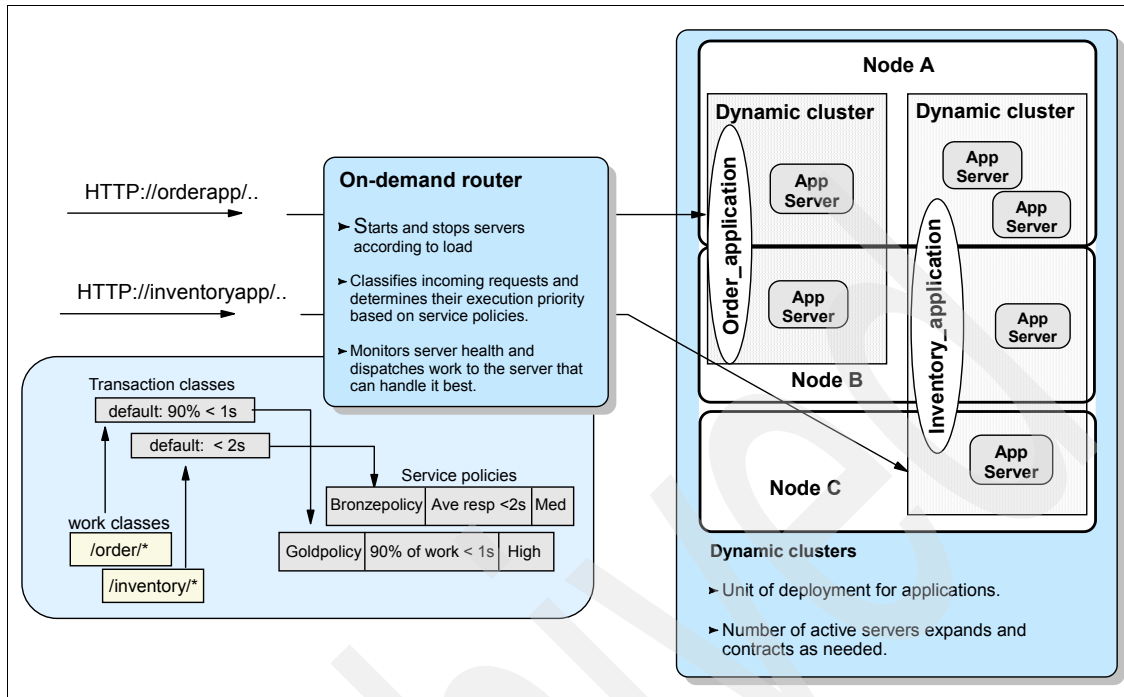 HTTP://orderapp/..
HTTP://inventoryapp/..
On-demand router
➤ Starts and stops servers
according to load
➤ Classifies incoming requests and
determines their execution priority
based on service policies.
➤ Monitors server health and
dispatches work to the server that
can handle it best.
Transaction classes
default: 90% < 1s
default: < 2s
Service policies
Bronzepolicy Ave resp <2s Med
Goldpolicy 90% of work < 1s High
work classes
/order/*
/inventory/*
Node A
Dynamic cluster
Order_application
App
Server
App
Server
Dynamic cluster
Inventory_application
App
Server
App
Server
App
Server
App
Server
Node B
Node C
Dynamic clusters
➤ Unit of deployment for applications.
➤ Number of active servers expands and
contracts as needed.